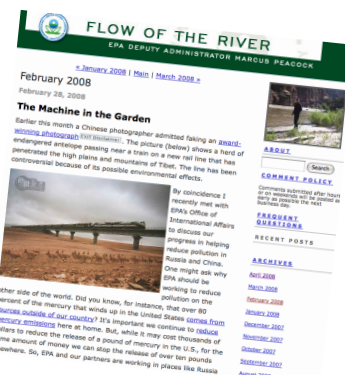 FLOW OF THE RIVER
EPA DEPUTY ADMINISTRATOR MARCUS PEACOCK
« January 2008 | Main | March 2008 »
February 2008
February 28, 2008
The Machine in the Garden
Earlier this month a Chinese photographer admitted faking an award-
winning photograph EXIT Disclaimer. The picture (below) shows a herd of
endangered antelope passing near a train on a new rail line that has
penetrated the high plains and mountains of Tibet. The line has been
controversial because of its possible environmental effects.
By coincidence I
recently met with
EPA's Office of
International Affairs
to discuss our
progress in helping
reduce pollution in
Russia and China.
One might ask why
EPA should be
working to reduce
pollution on the
other side of the world. Did you know, for instance, that over 80
percent of the mercury that winds up in the United States comes from
sources outside of our country? It's important we continue to reduce
mercury emissions here at home. But, while it may cost thousands of
dollars to reduce the release of a pound of mercury in the U.S., for the
same amount of money we can stop the release of over ten pounds
elsewhere. So, EPA and our partners are working in places like Russia
ABOUT
Search
COMMENT POLICY
Comments submitted after hours
or on weekends will be posted as
early as possible the next
business day.
FREQUENT
QUESTIONS
RECENT POSTS
ARCHIVES
April 2008
March 2008
February 2008
January 2008
December 2007
November 2007
October 2007
September 2007
August 2007